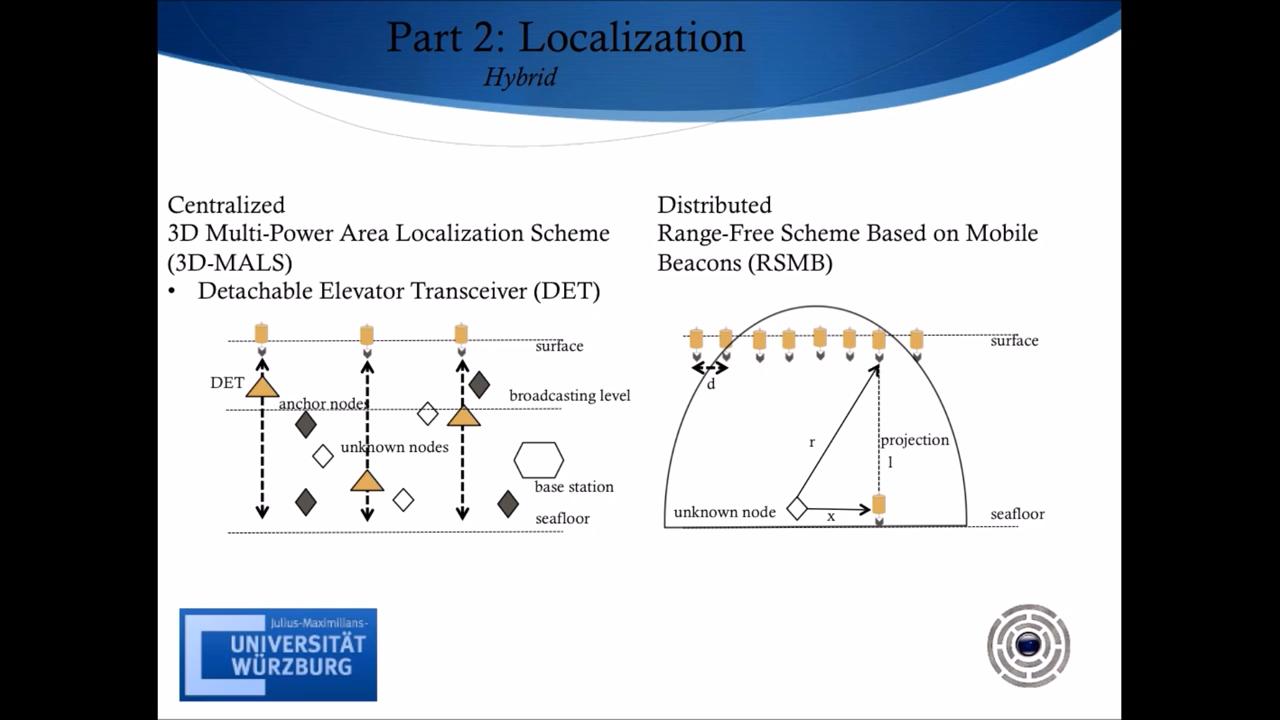 Part 2: Localization
Hybrid
Centralized
3D Multi-Power Area Localization Scheme
(3D-MALS)
• Detachable Elevator Transceiver (DET)
surface
DET
anchor nodes
broadcasting level
unknown nodes
base station
seafloor
Distributed
Range-Free Scheme Based on Mobile
Beacons (RSMB)
surface
d
r
projection
l
unknown node
x
seafloor
Julius-Maximilians-
UNIVERSITÄT
WÜRZBURG